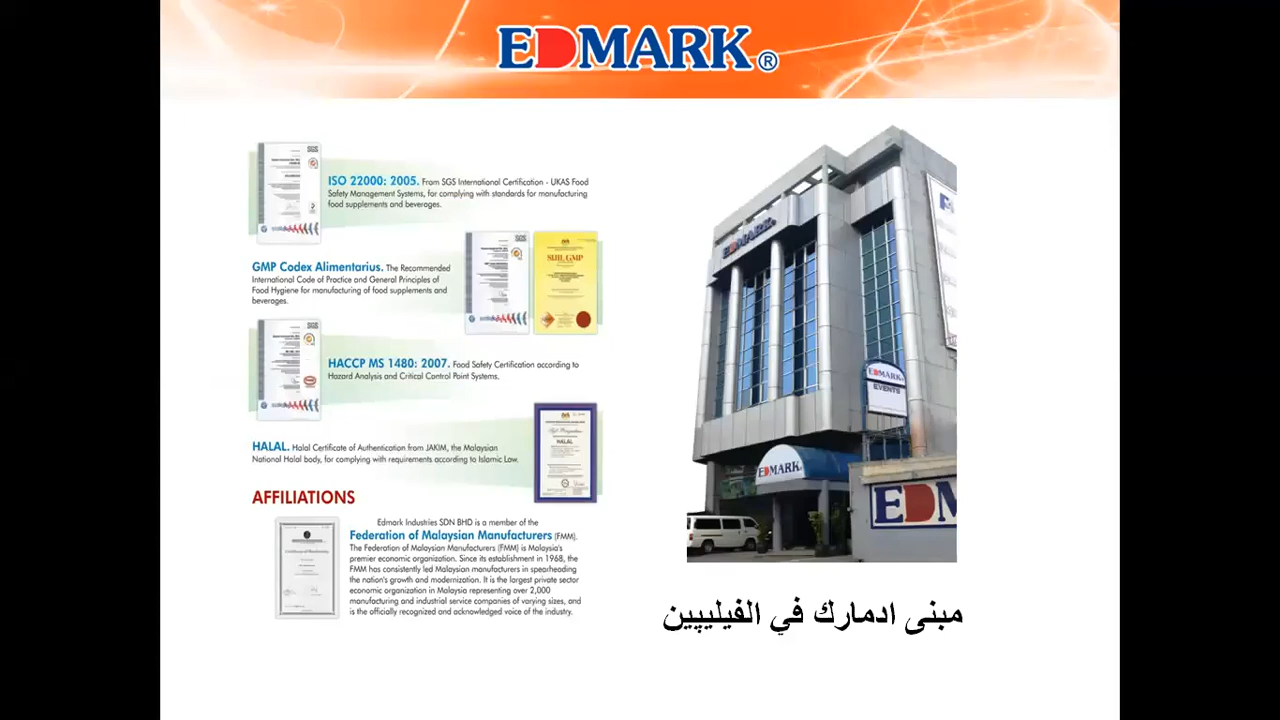 EDMARK®
ISO 22000: 2005. From SGS International Certification - UKAS Food
Safety Management Systems, for complying with standards for manufacturing
food supplements and beverages.
SGS
GMP Codex Alimentarius. The Recommended
International Code of Practice and General Principles of
Food Hygiene for manufacturing of food supplements and
beverages.
SGS
SIJIL GMP
SGS
HACCP MS 1480: 2007. Food Safety Certification according to
Hazard Analysis and Critical Control Point Systems.
HALAL. Halal Certificate of Authentication from JAKIM, the Malaysian
National Halal body, for complying with requirements according to Islamic Law.
HALAL
AFFILIATIONS
Edmark Industries SDN BHD is a member of the
Federation of Malaysian Manufacturers (FMM).
The Federation of Malaysian Manufacturers (FMM) is Malaysia's
premier economic organization. Since its establishment in 1968, the
FMM has consistently led Malaysian manufacturers in spearheading
the nation's growth and modernization. It is the largest private sector
economic organization in Malaysia representing over 2,000
manufacturing and industrial service companies of varying sizes, and
is the officially recognized and acknowledged voice of the industry.
EDMARK
EDMARK
EVENTS
EDMARK
EDM
مبنى ادمارك في الفيليپين